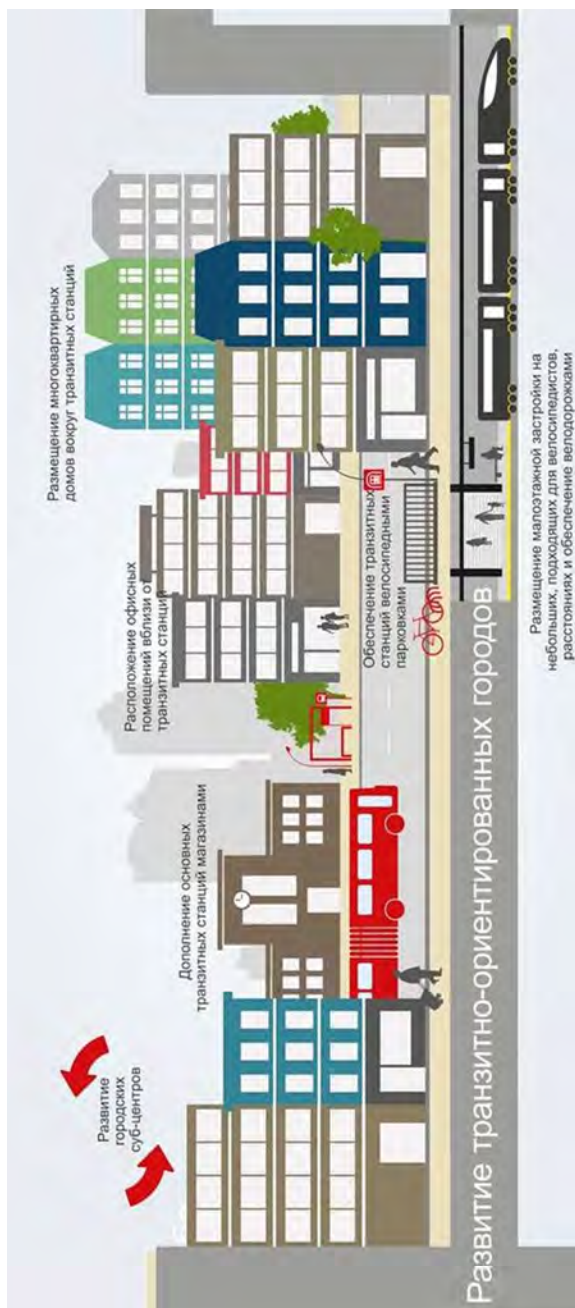 Развитие
городских
суб-центров
Дополнение основных
транзитных станций магазинами
Расположение офисных
помещений вблизи от
транзитных станций
Размещение многоквартирных
домов вокруг транзитных станций
Обеспечение транзитных
станций велосипедными
парковками
Развитие транзитно-ориентированных городов
Размещение малоэтажной застройки на
небольших, подходящих для велосипедистов,
расстояниях и обеспечение велодорожками